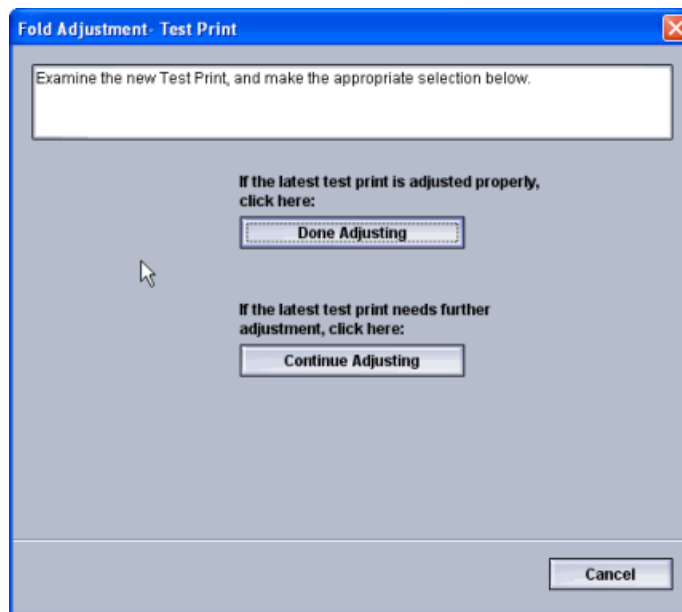 Fold Adjustment- Test Print
Examine the new Test Print, and make the appropriate selection below.
If the latest test print is adjusted properly,
click here:
Done Adjusting
If the latest test print needs further
adjustment, click here:
Continue Adjusting
Cancel